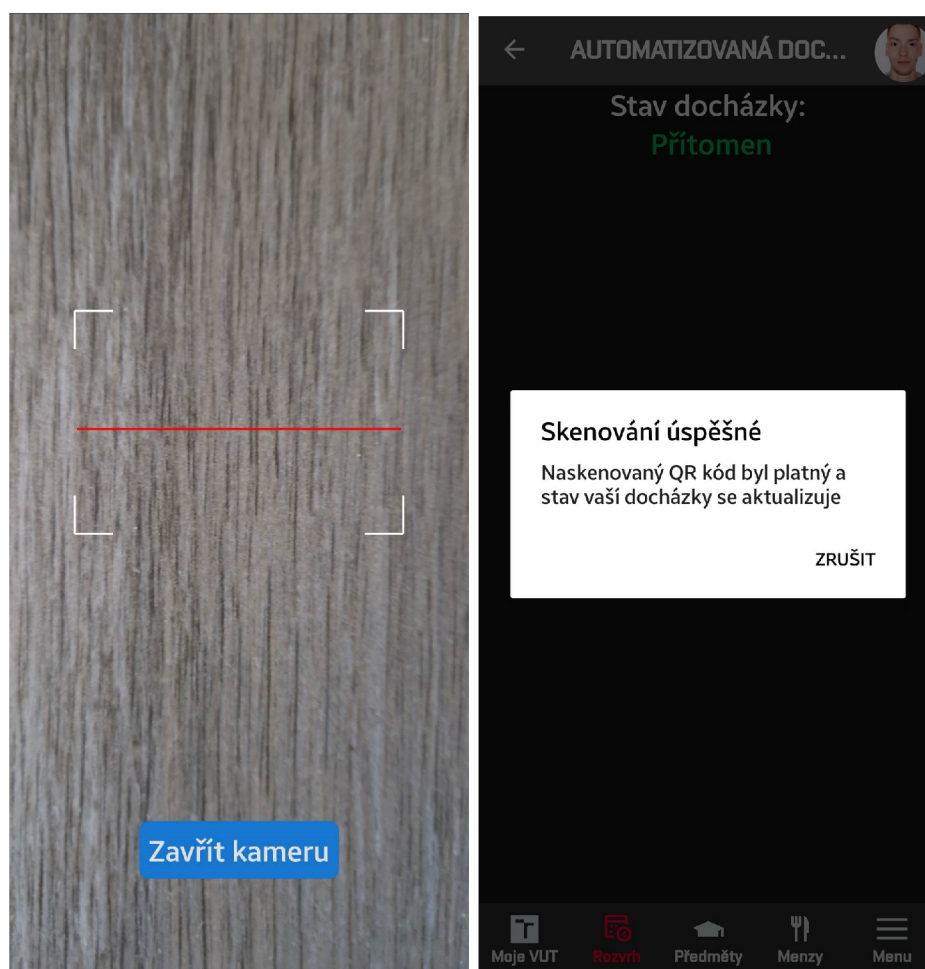 Zavřít kameru
AUTOMATIZOVANÁ DOC...
Stav docházky:
Přítomen
Skenování úspěšné
Naskenovaný QR kód byl platný a
stav vaší docházky se aktualizuje
ZRUŠIT
Moje VUT
Rozvrh
Předměty
Menzy
Menu